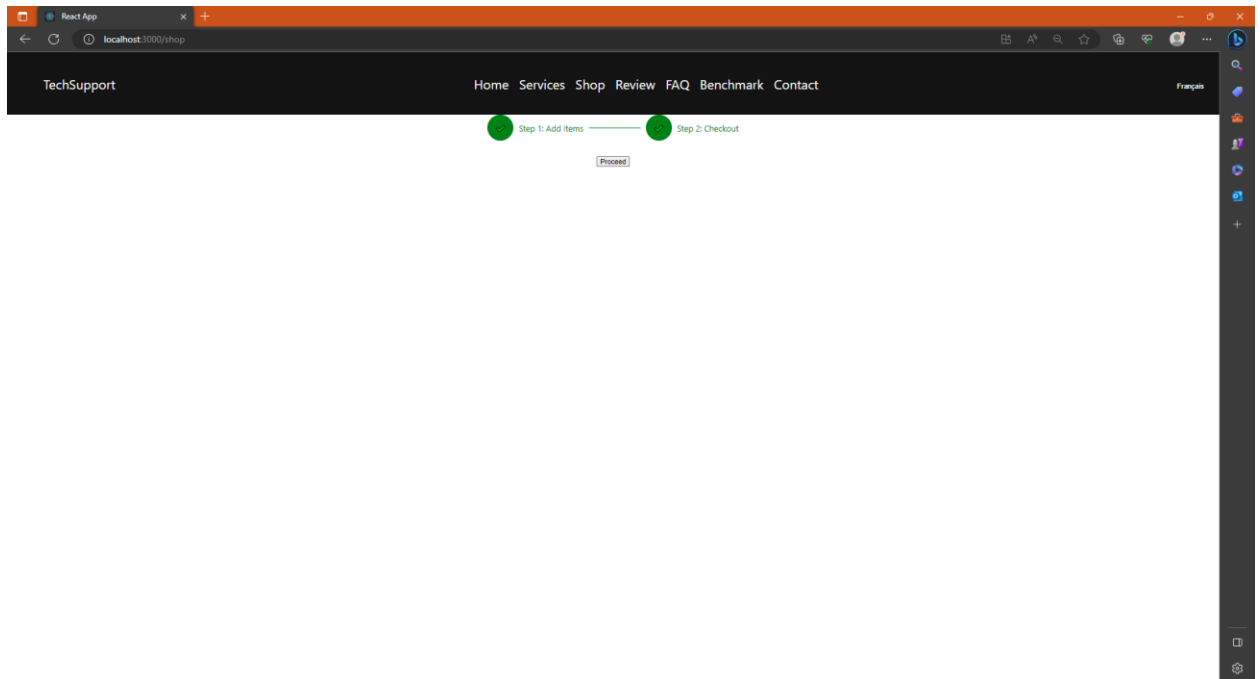 React App
localhost:3000/shop
TechSupport
Home Services Shop Review FAQ Benchmark Contact
Français
Step 1: Add Items
Step 2: Checkout
Proceed